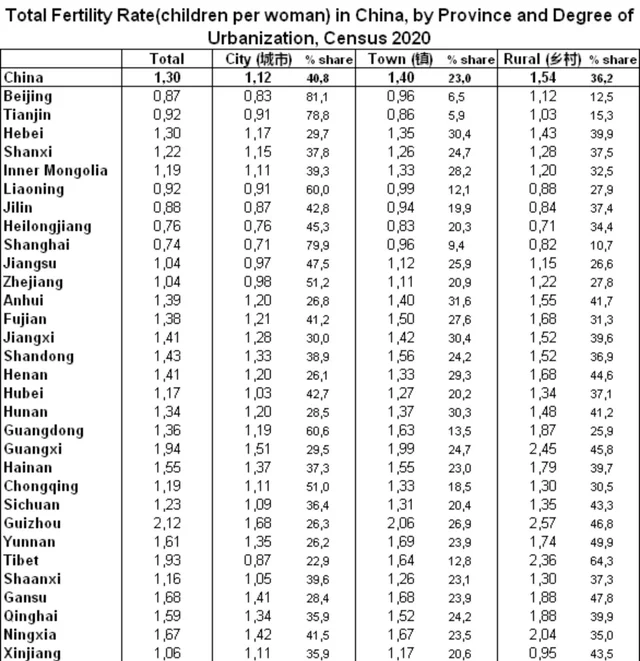 Total Fertility Rate(children per woman) in China, by Province and Degree of
Urbanization, Census 2020
Total City (城市) % share Town (镇) % share Rural (乡村) % share
China 1,30 1,12 40,8 1,40 23,0 1,54 36,2
Beijing 0,87 0,83 81,1 0,96 6,5 1,12 12,5
Tianjin 0,92 0,91 78,8 0,86 5,9 1,03 15,3
Hebei 1,30 1,17 29,7 1,35 30,4 1,43 39,9
Shanxi 1,22 1,15 37,8 1,26 24,7 1,28 37,5
Inner Mongolia 1,19 1,11 39,3 1,33 28,2 1,20 32,5
Liaoning 0,92 0,91 60,0 0,99 12,1 0,88 27,9
Jilin 0,88 0,87 42,8 0,94 19,9 0,84 37,4
Heilongjiang 0,76 0,76 45,3 0,83 20,3 0,71 34,4
Shanghai 0,74 0,71 79,9 0,96 9,4 0,82 10,7
Jiangsu 1,04 0,97 47,5 1,12 25,9 1,15 26,6
Zhejiang 1,04 0,98 51,2 1,11 20,9 1,22 27,8
Anhui 1,39 1,20 26,8 1,40 31,6 1,55 41,7
Fujian 1,38 1,21 41,2 1,50 27,6 1,68 31,3
Jiangxi 1,41 1,28 30,0 1,42 30,4 1,52 39,6
Shandong 1,43 1,33 38,9 1,56 24,2 1,52 36,9
Henan 1,41 1,20 26,1 1,33 29,3 1,68 44,6
Hubei 1,17 1,03 42,7 1,27 20,2 1,34 37,1
Hunan 1,34 1,20 28,5 1,37 30,3 1,48 41,2
Guangdong 1,36 1,19 60,6 1,63 13,5 1,87 25,9
Guangxi 1,94 1,51 29,5 1,99 24,7 2,45 45,8
Hainan 1,55 1,37 37,3 1,55 23,0 1,79 39,7
Chongqing 1,19 1,11 51,0 1,33 18,5 1,30 30,5
Sichuan 1,23 1,09 36,4 1,31 20,4 1,35 43,3
Guizhou 2,12 1,68 26,3 2,06 26,9 2,57 46,8
Yunnan 1,61 1,35 26,2 1,69 23,9 1,74 49,9
Tibet 1,93 0,87 22,9 1,64 12,8 2,36 64,3
Shaanxi 1,16 1,05 39,6 1,26 23,1 1,30 37,3
Gansu 1,68 1,41 28,4 1,68 23,9 1,88 47,8
Qinghai 1,59 1,34 35,9 1,52 24,2 1,88 39,9
Ningxia 1,67 1,42 41,5 1,67 23,5 2,04 35,0
Xinjiang 1,06 1,11 35,9 1,17 20,6 0,95 43,5